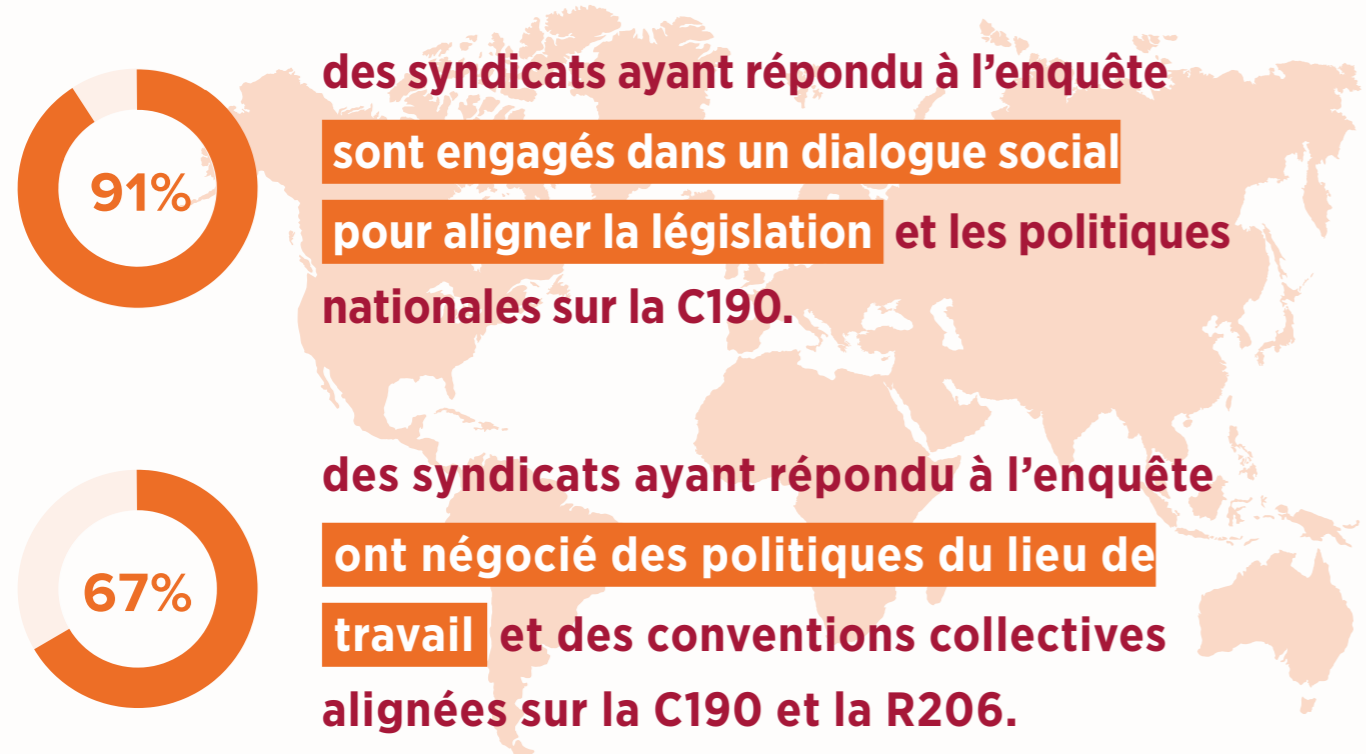 91%
des syndicats ayant répondu à l’enquête
sont engagés dans un dialogue social
pour aligner la législation et les politiques
nationales sur la C190.
67%
des syndicats ayant répondu à l’enquête
ont négocié des politiques du lieu de
travail et des conventions collectives
alignées sur la C190 et la R206.